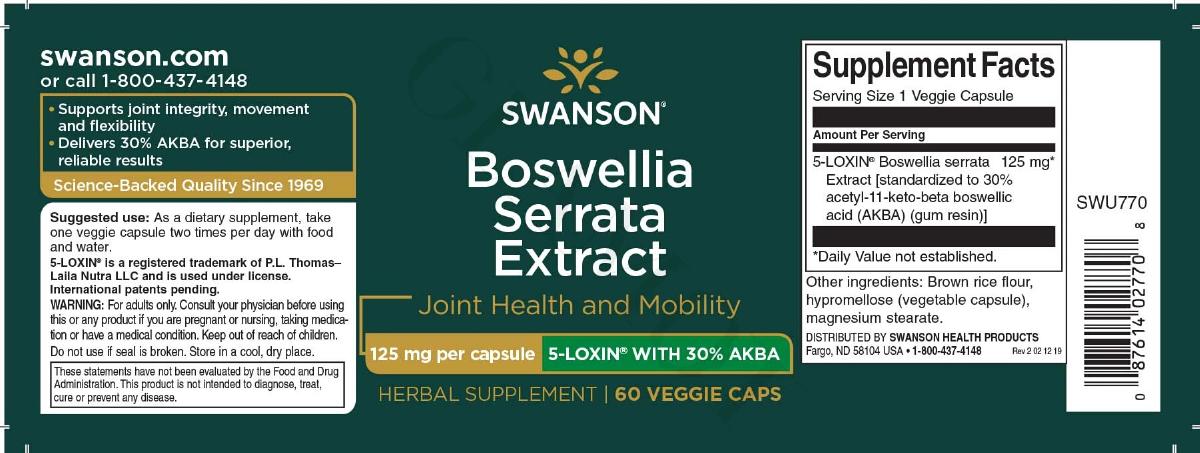 swanson.com
or call 1-800-437-4148
• Supports joint integrity, movement
and flexibility
• Delivers 30% AKBA for superior,
reliable results
Science-Backed Quality Since 1969
Suggested use: As a dietary supplement, take
one veggie capsule two times per day with food
and water.
5-LOXIN® is a registered trademark of P.L. Thomas–
Laila Nutra LLC and is used under license.
International patents pending.
WARNING: For adults only. Consult your physician before using
this or any product if you are pregnant or nursing, taking medica-
tion or have a medical condition. Keep out of reach of children.
Do not use if seal is broken. Store in a cool, dry place.
These statements have not been evaluated by the Food and Drug
Administration. This product is not intended to diagnose, treat,
cure or prevent any disease.
SWANSON®
Boswellia
Serrata
Extract
Joint Health and Mobility
125 mg per capsule 5-LOXIN® WITH 30% AKBA
HERBAL SUPPLEMENT | 60 VEGGIE CAPS
Supplement Facts
Serving Size 1 Veggie Capsule
Amount Per Serving
5-LOXIN® Boswellia serrata 125 mg*
Extract [standardized to 30%
acetyl-11-keto-beta boswellic
acid (AKBA) (gum resin)]
*Daily Value not established.
Other ingredients: Brown rice flour,
hypromellose (vegetable capsule),
magnesium stearate.
DISTRIBUTED BY SWANSON HEALTH PRODUCTS
Fargo, ND 58104 USA • 1-800-437-4148 Rev 2 02 12 19
SWU770
0 87614 02770 8